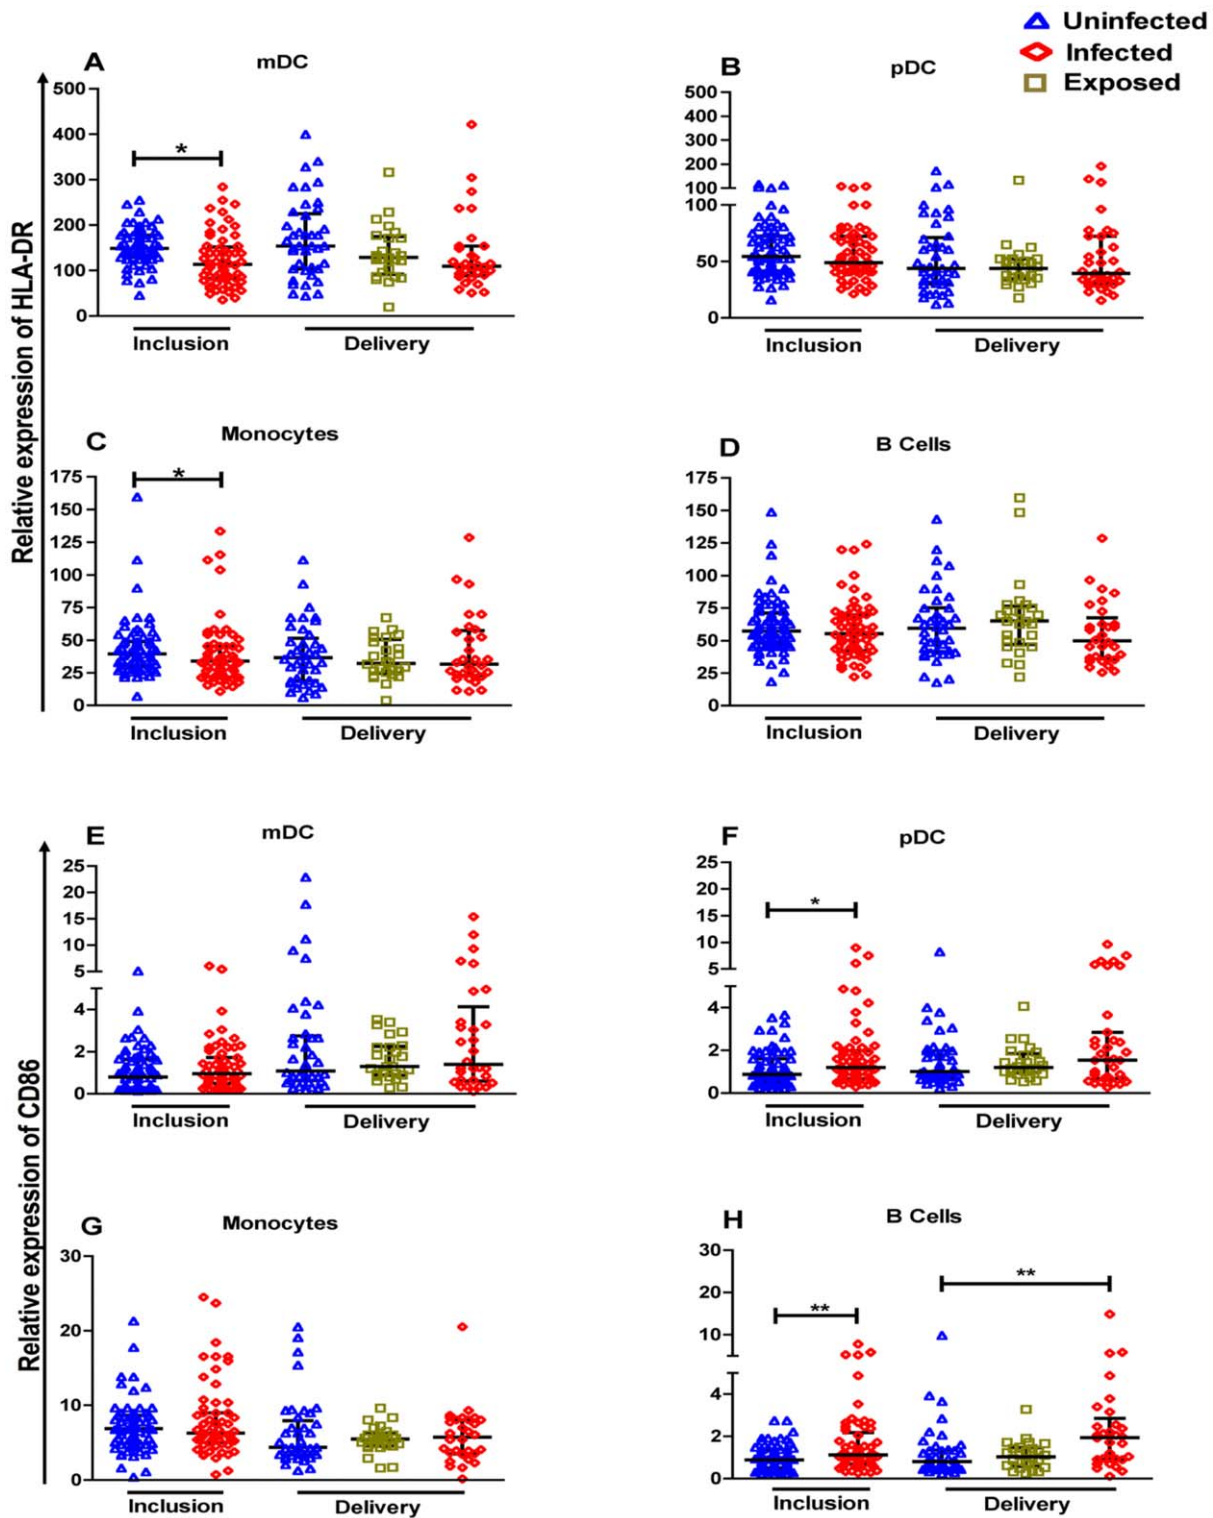 Uninfected
Infected
Exposed
Relative expression of HLA-DR
A
mDC
500
400
300
200
100
0
*
Inclusion
Delivery
B
pDC
500
400
300
200
100
100
50
0
Inclusion
Delivery
C
Monocytes
175
150
125
100
75
50
25
0
*
Inclusion
Delivery
D
B Cells
175
150
125
100
75
50
25
0
Inclusion
Delivery
Relative expression of CD86
E
mDC
25
20
15
10
5
4
2
0
Inclusion
Delivery
F
pDC
25
20
15
10
5
4
2
0
*
Inclusion
Delivery
G
Monocytes
30
20
10
0
Inclusion
Delivery
H
B Cells
30
20
10
4
2
0
**
**
Inclusion
Delivery